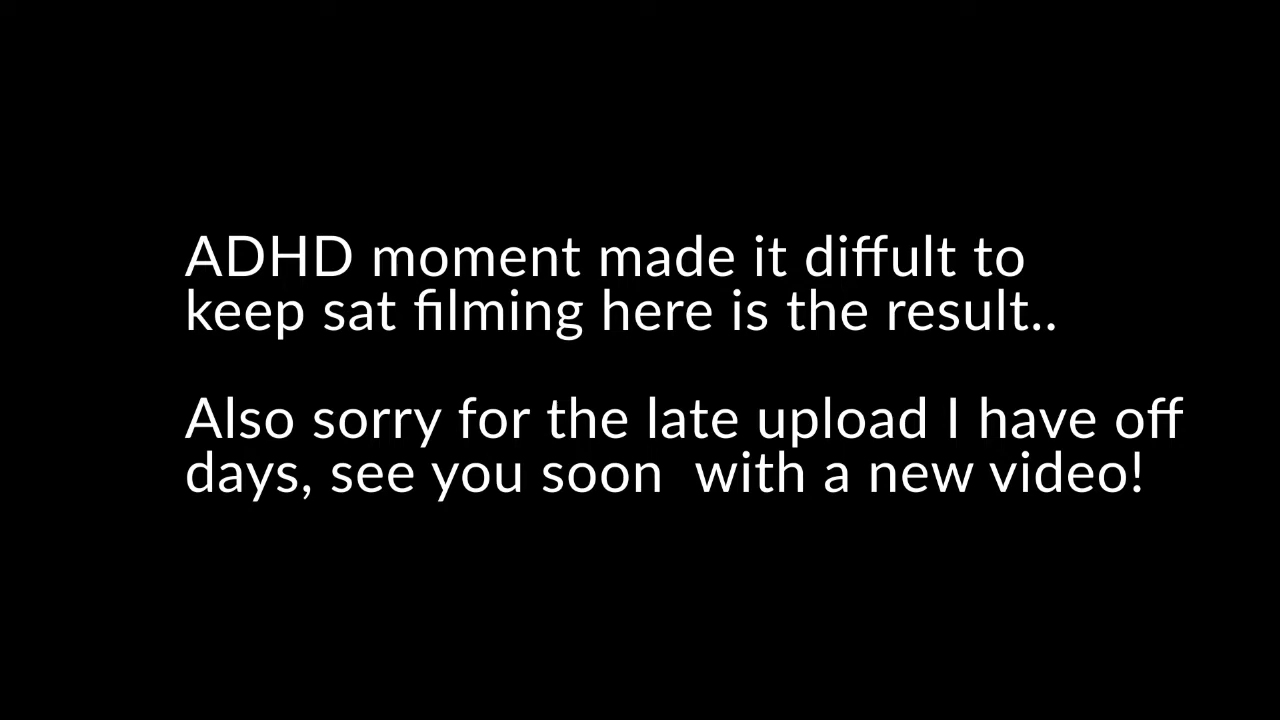 ADHD moment made it diffult to
keep sat filming here is the result..
Also sorry for the late upload I have off
days, see you soon  with a new video!